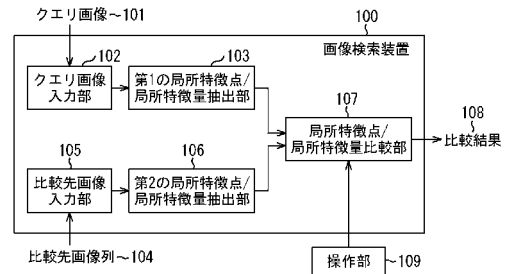 クエリ画像~101
100
画像検索装置
102
クエリ画像
入力部
103
第1の局所特徴点/
局所特徴量抽出部
107
局所特徴点/
局所特徴量比較部
108
比較結果
105
比較先画像
入力部
106
第2の局所特徴点/
局所特徴量抽出部
比較先画像列~104
操作部
~109